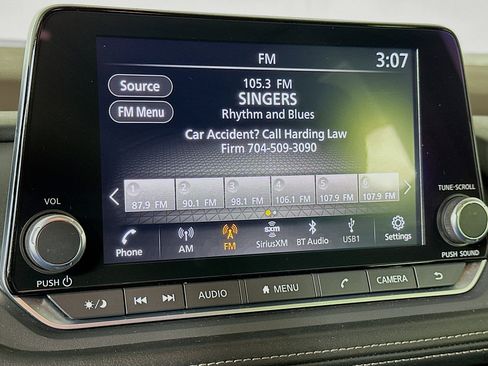 FM
3:07
Source
105.3 FM
SINGERS
FM Menu
Rhythm and Blues
Car Accident? Call Harding Law
Firm 704-509-3090
1 2 3 4 5 6
87.9 FM 90.1 FM 98.1 FM 106.1 FM 107.9 FM 107.9 FM
VOL
TUNE-SCROLL
Phone
AM
FM
sxm
SiriusXM
BT Audio
USB1
Settings
PUSH
PUSH SOUND
AUDIO
MENU
CAMERA